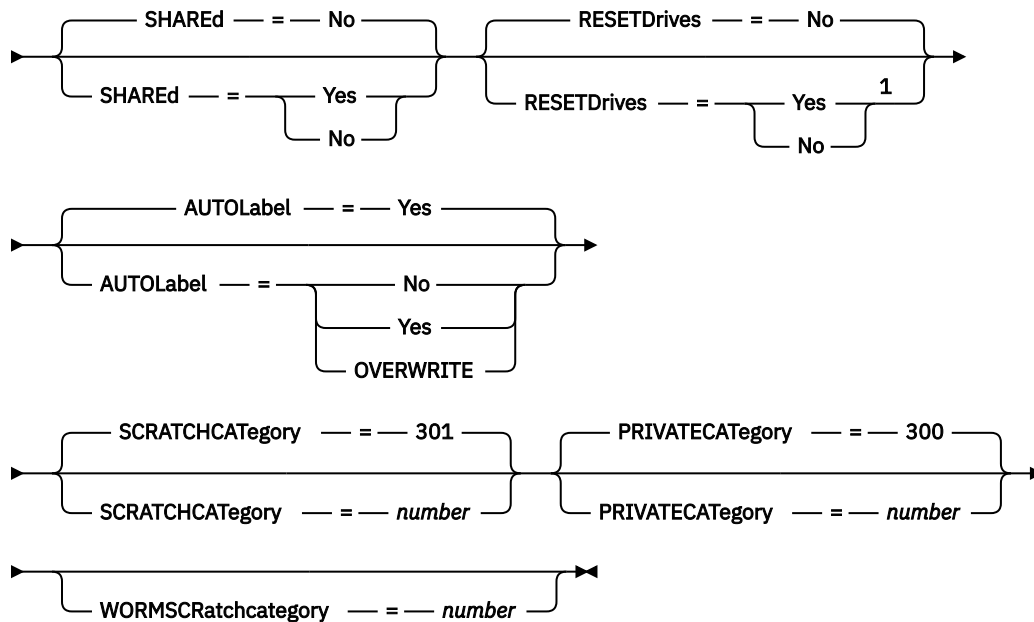 SHAREd = No RESETDrives = No
SHAREd = Yes RESETDrives = Yes 1
No No
AUTOLabel = Yes
AUTOLabel = No
Yes
OVERWRITE
SCRATCHCATegory = 301 PRIVATECATegory = 300
SCRATCHCATegory = number PRIVATECATegory = number
WORMSCRatchcategory = number